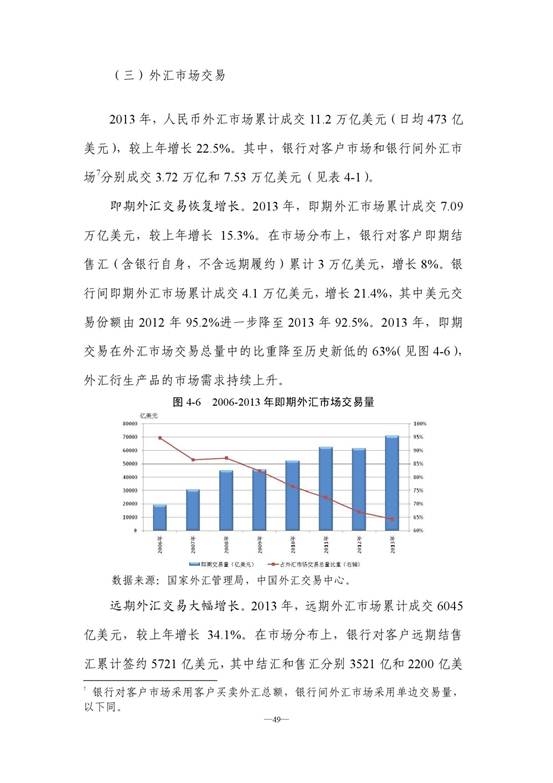 （三）外汇市场交易
2013 年，人民币外汇市场累计成交 11.2 万亿美元（日均 473 亿
美元），较上年增长 22.5%。其中，银行对客户市场和银行间外汇市
场7分别成交 3.72 万亿和 7.53 万亿美元（见表 4-1）。
即期外汇交易恢复增长。2013 年，即期外汇市场累计成交 7.09
万亿美元，较上年增长 15.3%。在市场分布上，银行对客户即期结
售汇（含银行自身，不含远期履约）累计 3 万亿美元，增长 8%。银
行间即期外汇市场累计成交 4.1 万亿美元，增长 21.4%，其中美元交
易份额由 2012 年 95.2%进一步降至 2013 年 92.5%。2013 年，即期
交易在外汇市场交易总量中的比重降至历史新低的 63%（见图 4-6），
外汇衍生产品的市场需求持续上升。
图 4-6 2006-2013 年即期外汇市场交易量
亿美元
80000 100%
70000 95%
60000 90%
50000 85%
40000 80%
30000 75%
20000 70%
10000 65%
0 60%
2006年 2007年 2008年 2009年 2010年 2011年 2012年 2013年
即期交易量（亿美元） 占外汇市场交易总量比重（右轴）
数据来源：国家外汇管理局，中国外汇交易中心。
远期外汇交易大幅增长。2013 年，远期外汇市场累计成交 6045
亿美元，较上年增长 34.1%。在市场分布上，银行对客户远期结售
汇累计签约 5721 亿美元，其中结汇和售汇分别 3521 亿和 2200 亿美
7 银行对客户市场采用客户买卖外汇总额，银行间外汇市场采用单边交易量，
以下同。
—49—